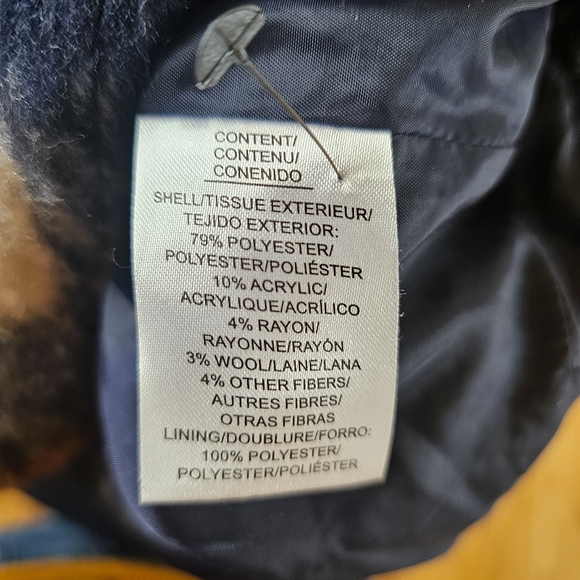 CONTENT/
CONTENU/
CONENIDO
SHELL/TISSUE EXTERIEUR/
TEJIDO EXTERIOR:
79% POLYESTER/
POLYESTER/POLIÉSTER
10% ACRYLIC/
ACRYLIQUE/ACRÍLICO
4% RAYON/
RAYONNE/RAYÓN
3% WOOL/LAINE/LANA
4% OTHER FIBERS/
AUTRES FIBRES/
OTRAS FIBRAS
LINING/DOUBLURE/FORRO:
100% POLYESTER/
POLYESTER/POLIÉSTER